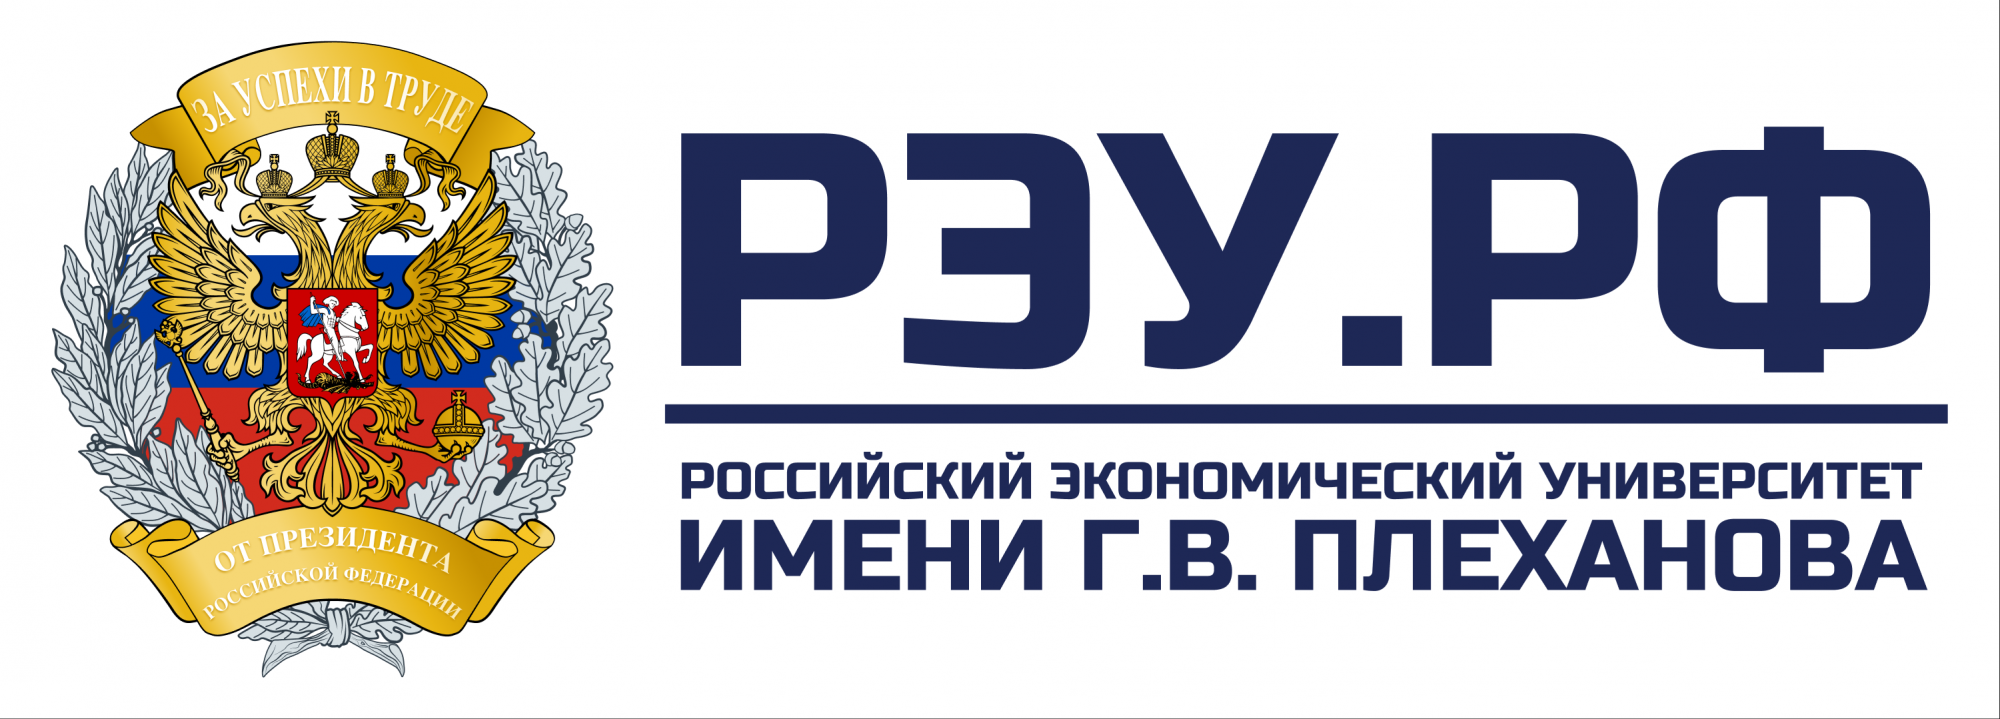 ЗА УСПЕХИ В ТРУДЕ
ОТ ПРЕЗИДЕНТА
РОССИЙСКОЙ ФЕДЕРАЦИИ
РЭУ.РФ
РОССИЙСКИЙ ЭКОНОМИЧЕСКИЙ УНИВЕРСИТЕТ
ИМЕНИ Г.В. ПЛЕХАНОВА